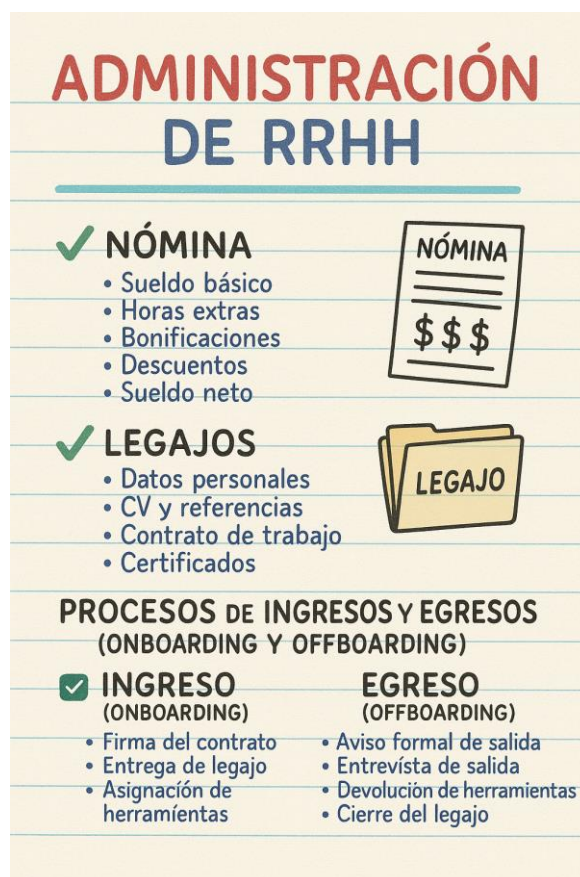 ADMINISTRACIÓN
DE RRHH
NÓMINA
• Sueldo básico
• Horas extras
• Bonificaciones
• Descuentos
• Sueldo neto
NÓMINA
$ $ $
LEGAJOS
• Datos personales
• CV y referencias
• Contrato de trabajo
• Certificados
LEGAJO
PROCESOS DE INGRESOS Y EGRESOS
(ONBOARDING Y OFFBOARDING)
INGRESO
(ONBOARDING)
• Firma del contrato
• Entrega de legajo
• Asignación de
herramíentas
EGRESO
(OFFBOARDING)
• Aviso formal de salida
• Entrevísta de salida
• Devolución de herramientas
• Cierre del legajo